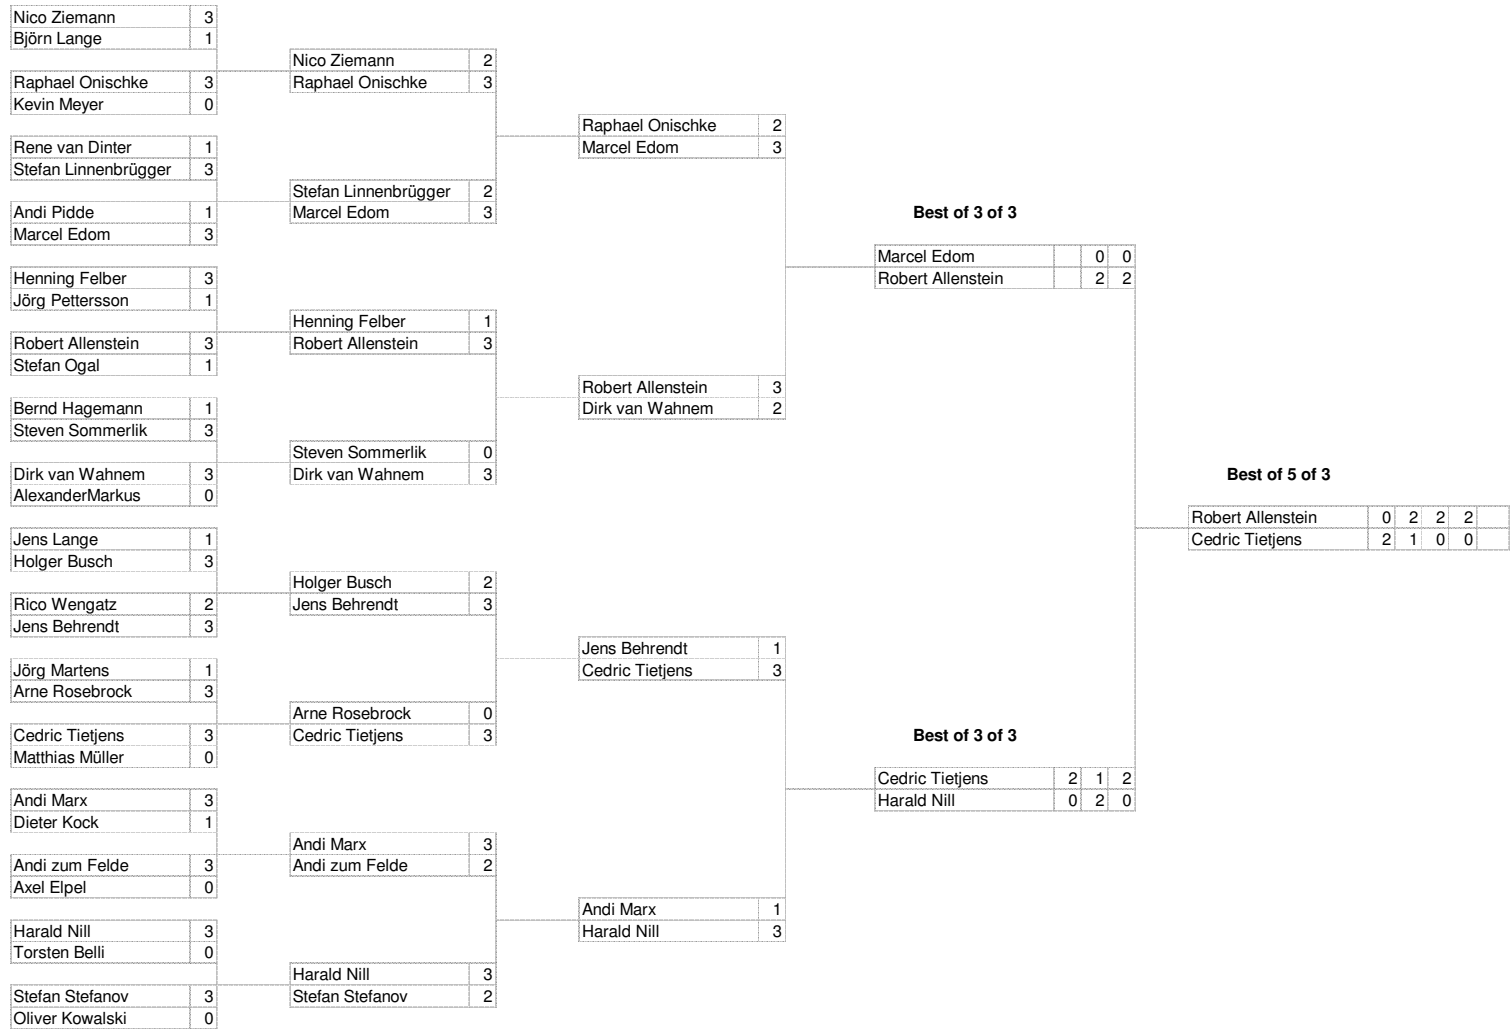 Nico Ziemann 3
Björn Lange 1
Raphael Onischke 3
Kevin Meyer 0
Rene van Dinter 1
Stefan Linnenbrügger 3
Andi Pidde 1
Marcel Edom 3
Henning Felber 3
Jörg Pettersson 1
Robert Allenstein 3
Stefan Ogal 1
Bernd Hagemann 1
Steven Sommerlik 3
Dirk van Wahnem 3
AlexanderMarkus 0
Jens Lange 1
Holger Busch 3
Rico Wengatz 2
Jens Behrendt 3
Jörg Martens 1
Arne Rosebrock 3
Cedric Tietjens 3
Matthias Müller 0
Andi Marx 3
Dieter Kock 1
Andi zum Felde 3
Axel Elpel 0
Harald Nill 3
Torsten Belli 0
Stefan Stefanov 3
Oliver Kowalski 0
Nico Ziemann 2
Raphael Onischke 3
Stefan Linnenbrügger 2
Marcel Edom 3
Henning Felber 1
Robert Allenstein 3
Steven Sommerlik 0
Dirk van Wahnem 3
Holger Busch 2
Jens Behrendt 3
Arne Rosebrock 0
Cedric Tietjens 3
Andi Marx 3
Andi zum Felde 2
Harald Nill 3
Stefan Stefanov 2
Raphael Onischke 2
Marcel Edom 3
Robert Allenstein 3
Dirk van Wahnem 2
Jens Behrendt 1
Cedric Tietjens 3
Andi Marx 1
Harald Nill 3
Best of 3 of 3
Marcel Edom 0 0
Robert Allenstein 2 2
Best of 3 of 3
Cedric Tietjens 2 1 2
Harald Nill 0 2 0
Best of 5 of 3
Robert Allenstein 0 2 2 2
Cedric Tietjens 2 1 0 0